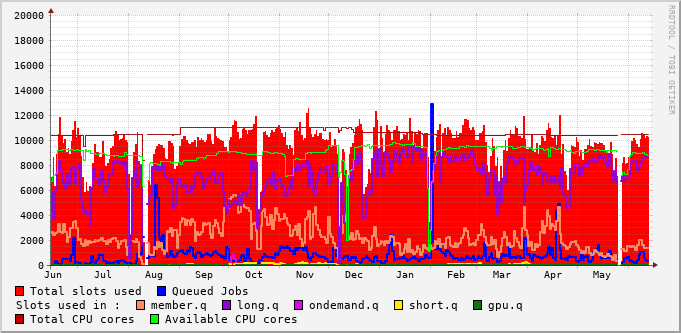 20000
18000
16000
14000
12000
10000
8000
6000
4000
2000
0
Jun Jul Aug Sep Oct Nov Dec Jan Feb Mar Apr May
RRDTOOL / TOBI OETIKER
Total slots used Queued Jobs
Slots used in : member.q long.q ondemand.q short.q gpu.q
Total CPU cores Available CPU cores